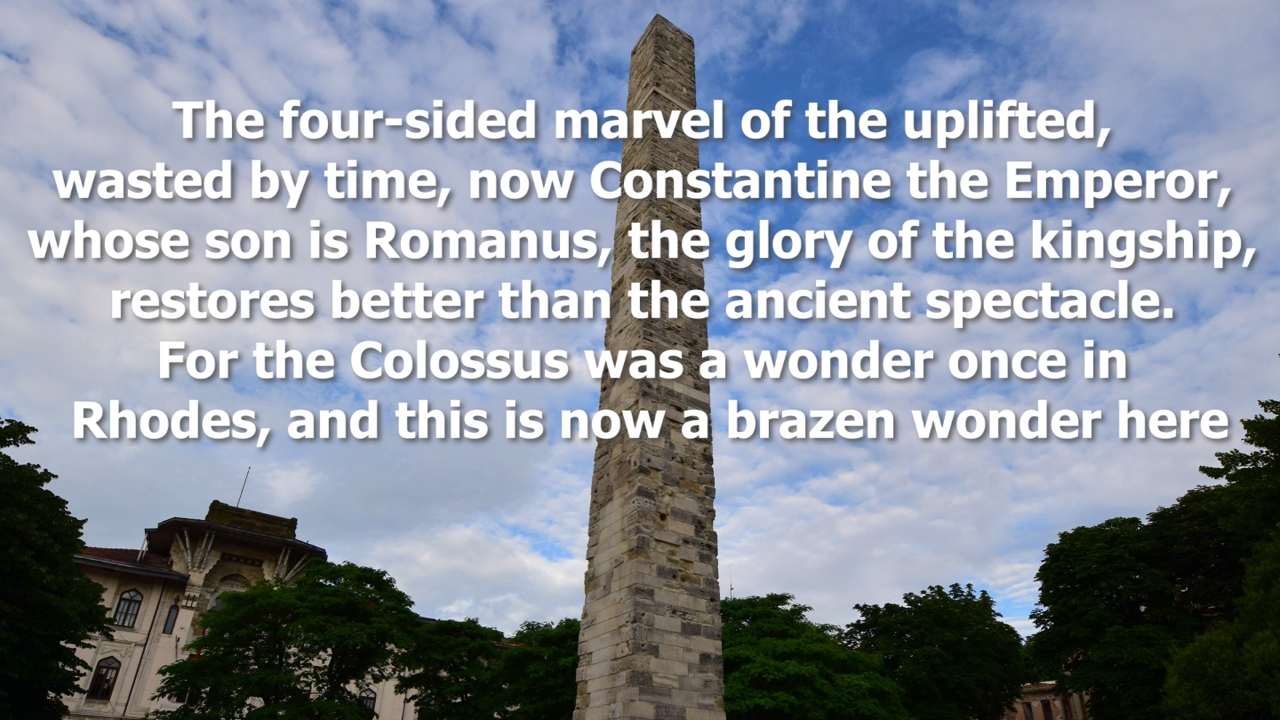 The four-sided marvel of the uplifted,
wasted by time, now Constantine the Emperor,
whose son is Romanus, the glory of the kingship,
restores better than the ancient spectacle.
For the Colossus was a wonder once in
Rhodes, and this is now a brazen wonder here